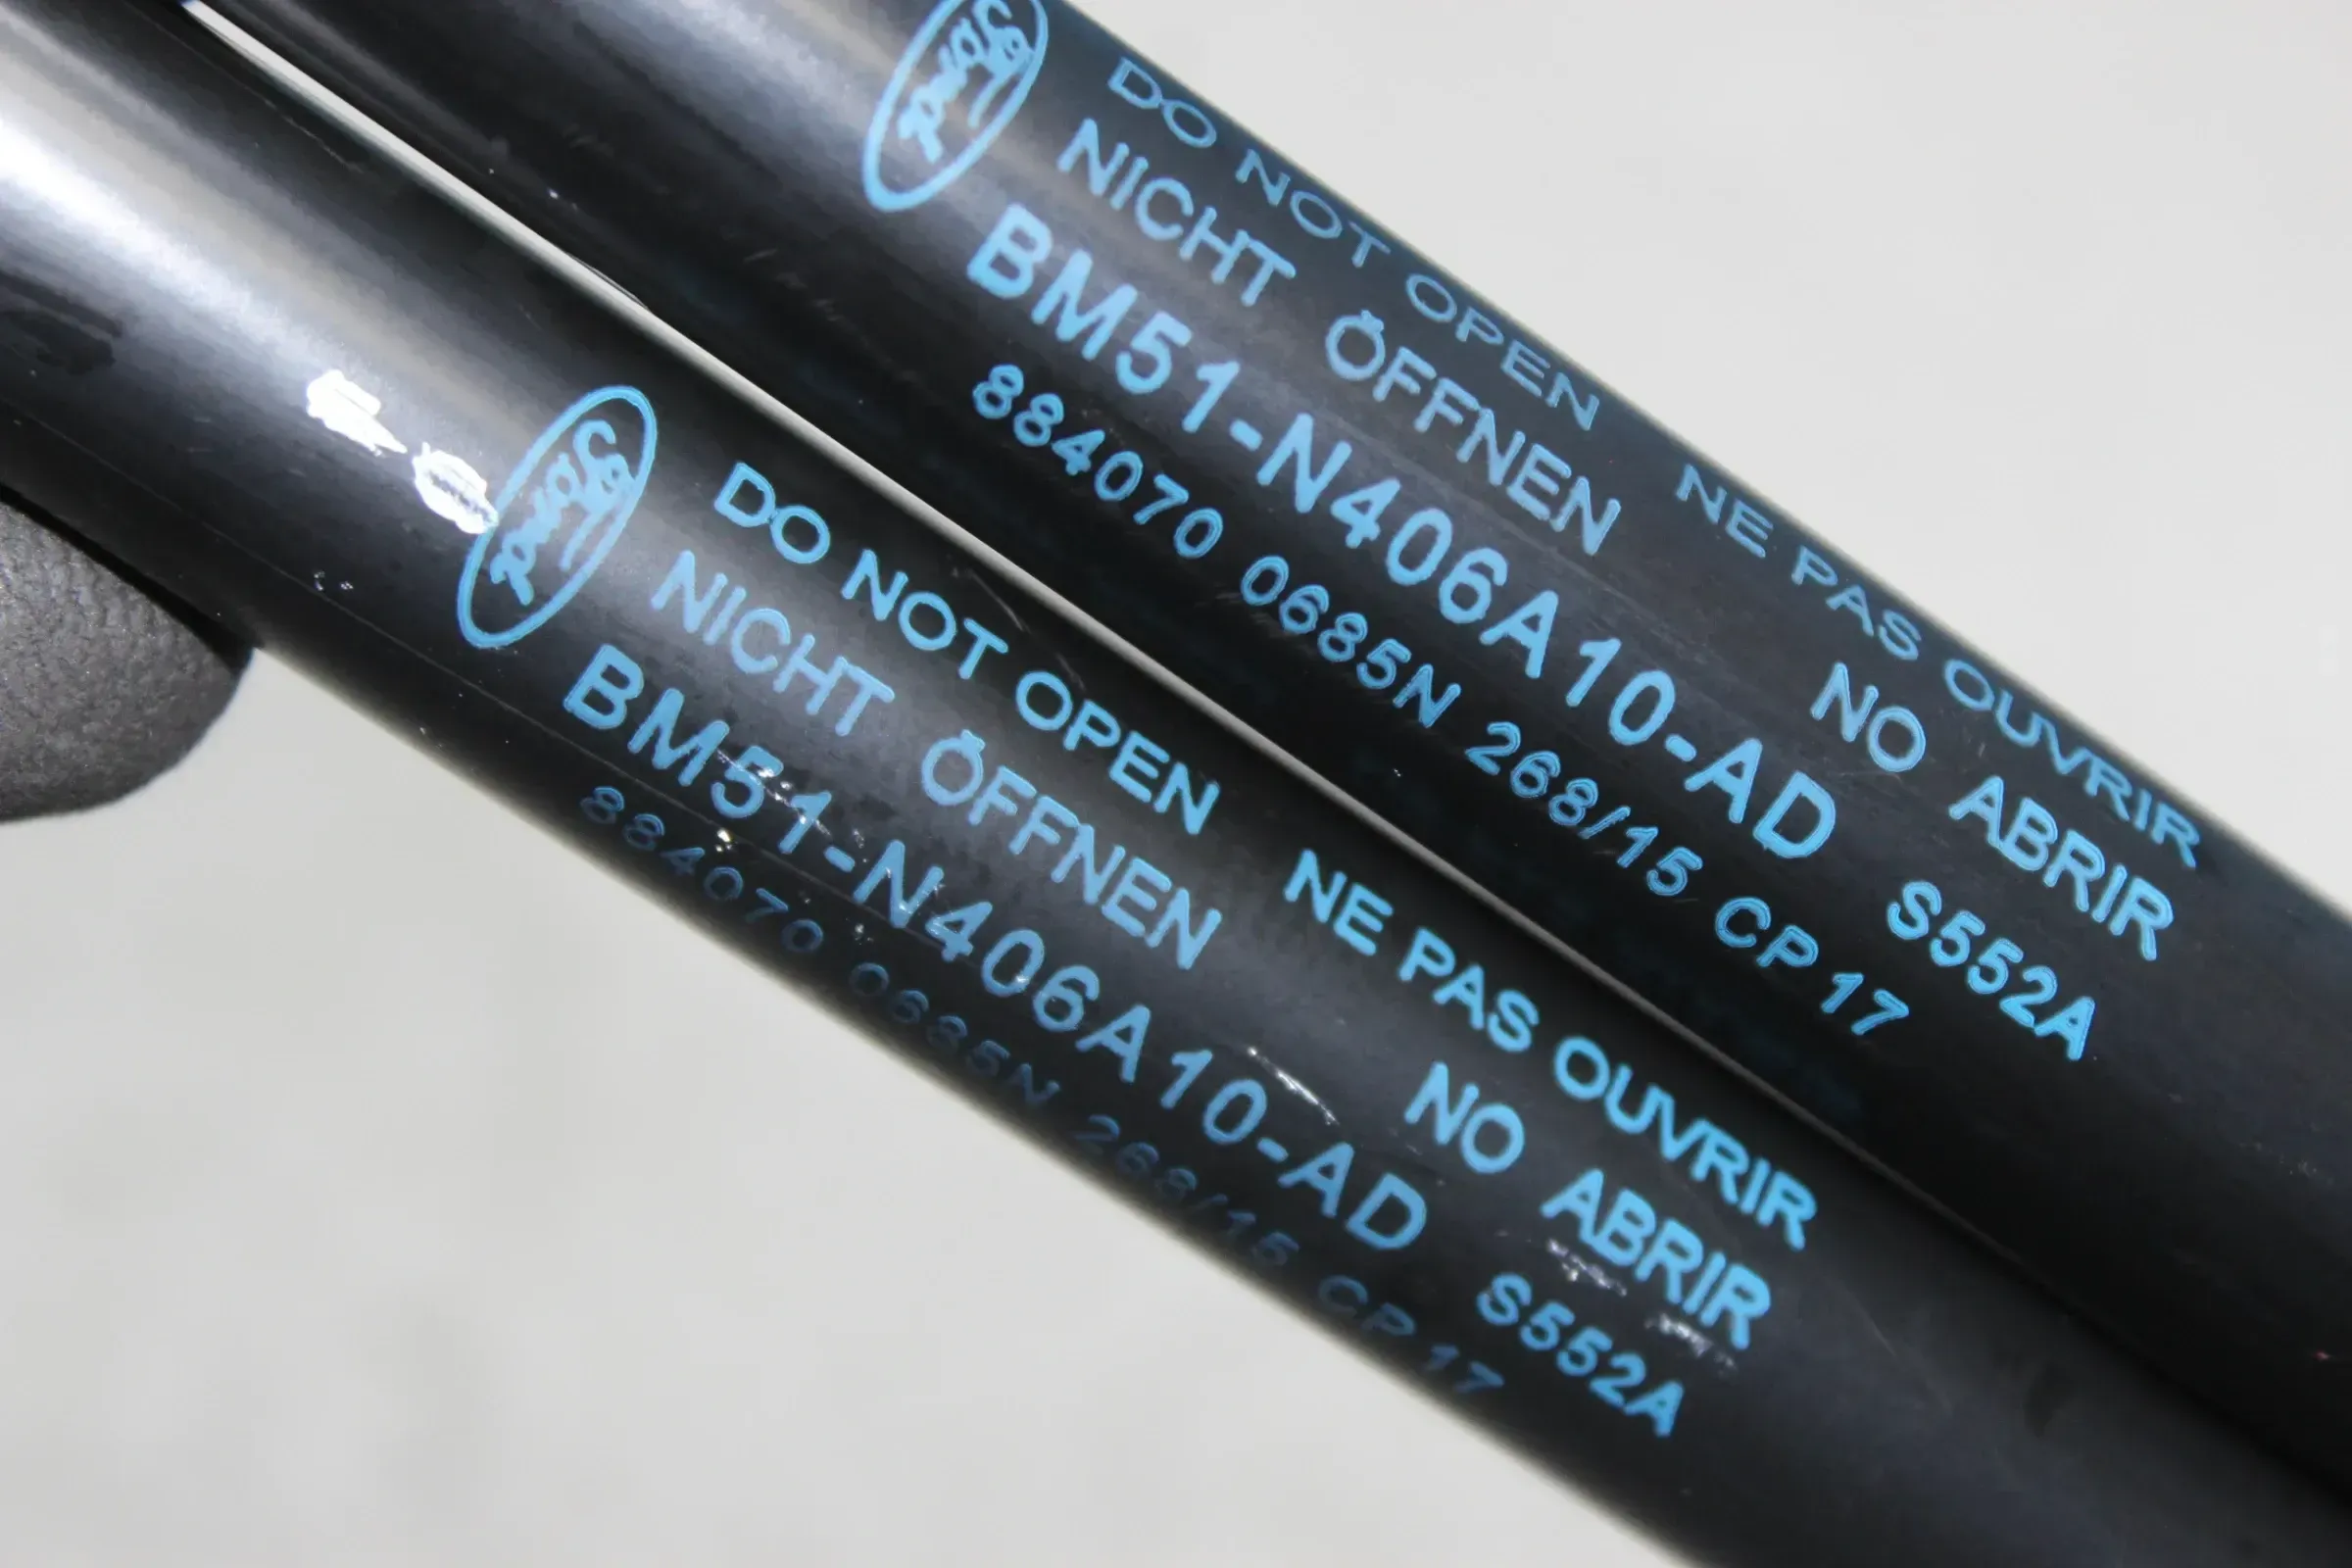 Ford
DO NOT OPEN NE PAS OUVRIR
NICHT ÖFFNEN NO ABRIR
BM51-N406A10-AD S552A
884070 0685N 268/15 CP 17
Ford
DO NOT OPEN NE PAS OUVRIR
NICHT ÖFFNEN NO ABRIR
BM51-N406A10-AD S552A
884070 0685N 268/15 CP 17